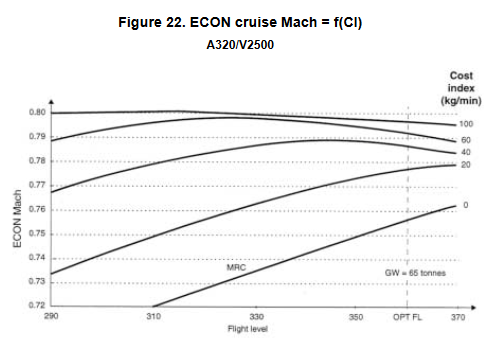 Figure 22. ECON cruise Mach = f(CI)
A320/V2500
Cost
index
(kg/min)
0.80
0.79
0.78
0.77
0.76
0.75
0.74
0.73
0.72
ECON Mach
100
60
40
20
0
MRC
GW = 65 tonnes
290
310
330
350
OPT FL
370
Flight level